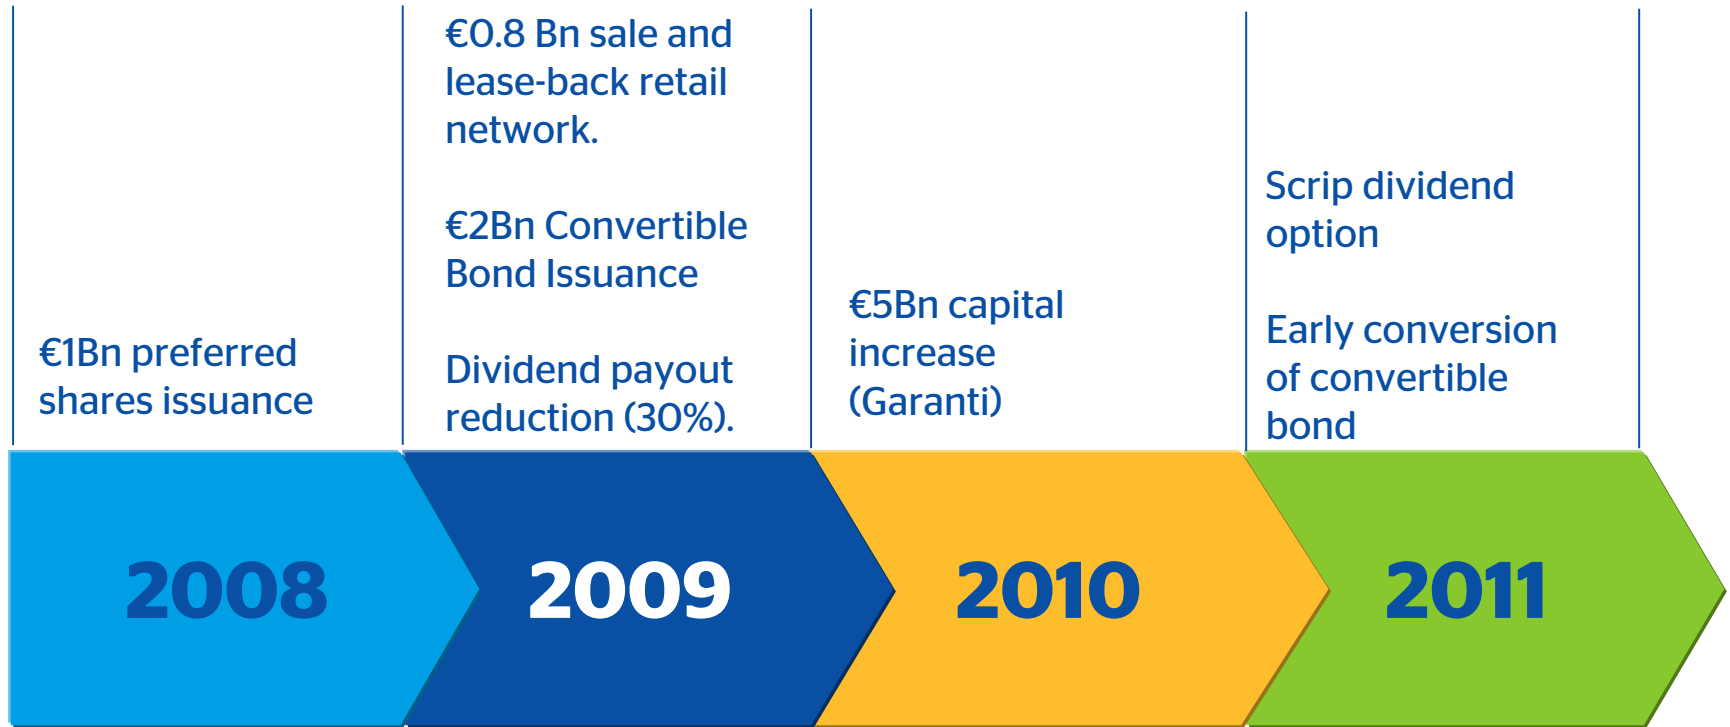 €1Bn preferred
shares issuance
€0.8 Bn sale and
lease-back retail
network.
€2Bn Convertible
Bond Issuance
Dividend payout
reduction (30%).
€5Bn capital
increase
(Garanti)
Scrip dividend
option
Early conversion
of convertible
bond
2008
2009
2010
2011